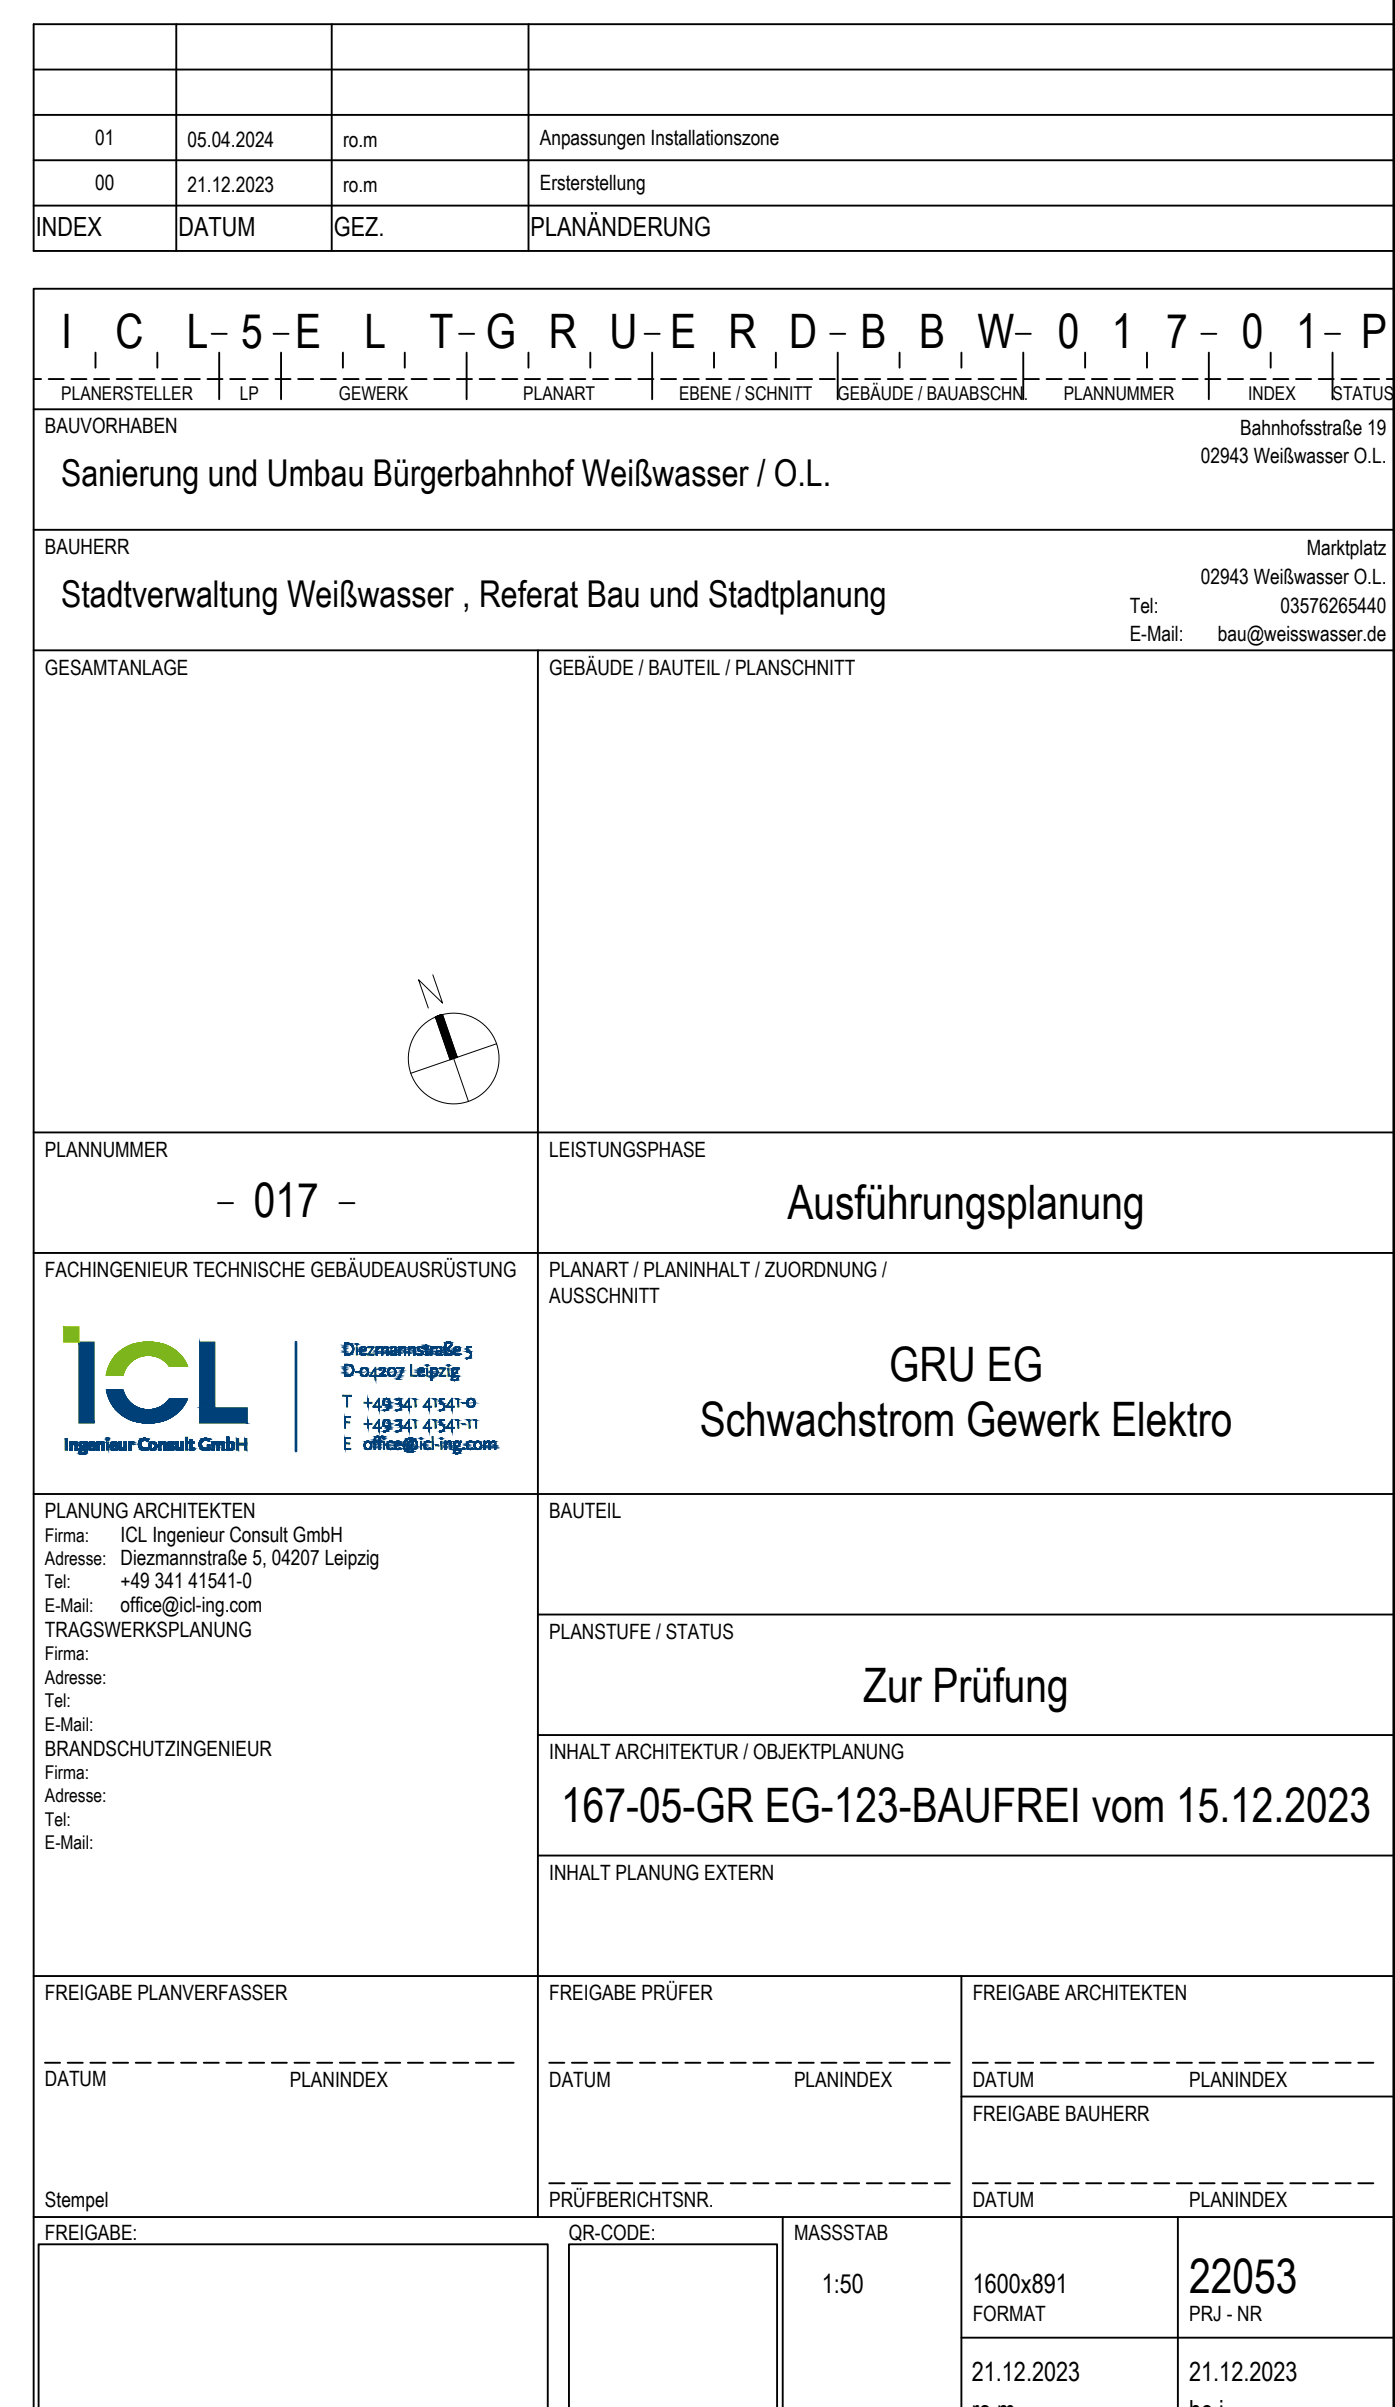 01 05.04.2024 ro.m Anpassungen Installationszone
00 21.12.2023 ro.m Ersterstellung
INDEX DATUM GEZ. PLANÄNDERUNG
I C L – 5 – E L T – G R U – E R D – B B W – 0 1 7 – 0 1 – P
PLANERSTELLER LP GEWERK PLANART EBENE / SCHNITT GEBÄUDE / BAUABSCHN. PLANNUMMER INDEX STATUS
BAUVORHABEN
Bahnhofsstraße 19
Sanierung und Umbau Bürgerbahnhof Weißwasser / O.L.
02943 Weißwasser O.L.
BAUHERR
Marktplatz
Stadtverwaltung Weißwasser , Referat Bau und Stadtplanung
02943 Weißwasser O.L.
Tel: 03576265440
E-Mail: bau@weisswasser.de
GESAMTANLAGE
N
GEBÄUDE / BAUTEIL / PLANSCHNITT
PLANNUMMER
– 017 –
LEISTUNGSPHASE
Ausführungsplanung
FACHINGENIEUR TECHNISCHE GEBÄUDEAUSRÜSTUNG
ICL
Ingenieur Consult GmbH
Diezmannstraße 5
D-04207 Leipzig
T +49 341 41541-0
F +49 341 41541-11
E office@icl-ing.com
PLANART / PLANINHALT / ZUORDNUNG /
AUSSCHNITT
GRU EG
Schwachstrom Gewerk Elektro
PLANUNG ARCHITEKTEN
Firma: ICL Ingenieur Consult GmbH
Adresse: Diezmannstraße 5, 04207 Leipzig
Tel: +49 341 41541-0
E-Mail: office@icl-ing.com
TRAGSWERKSPLANUNG
Firma:
Adresse:
Tel:
E-Mail:
BRANDSCHUTZINGENIEUR
Firma:
Adresse:
Tel:
E-Mail:
BAUTEIL
PLANSTUFE / STATUS
Zur Prüfung
INHALT ARCHITEKTUR / OBJEKTPLANUNG
167-05-GR EG-123-BAUFREI vom 15.12.2023
INHALT PLANUNG EXTERN
FREIGABE PLANVERFASSER
DATUM PLANINDEX
Stempel
FREIGABE PRÜFER
DATUM PLANINDEX
PRÜFBERICHTSNR.
FREIGABE ARCHITEKTEN
DATUM PLANINDEX
FREIGABE BAUHERR
DATUM PLANINDEX
FREIGABE:
QR-CODE:
MASSSTAB
1:50
1600x891
FORMAT
22053
PRJ - NR
21.12.2023 21.12.2023